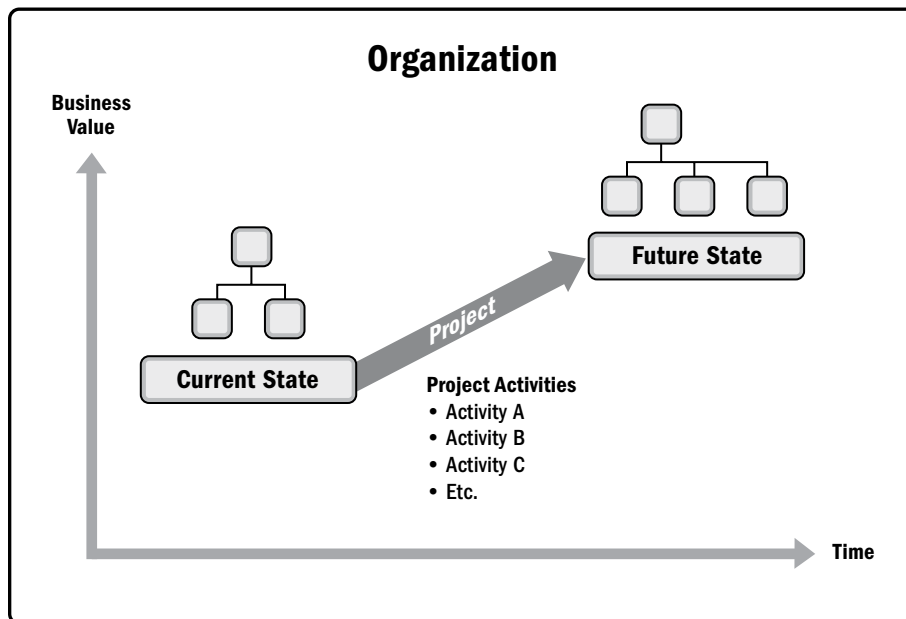 Organization
Business
Value
Future State
Project
Current State
Project Activities
• Activity A
• Activity B
• Activity C
• Etc.
Time